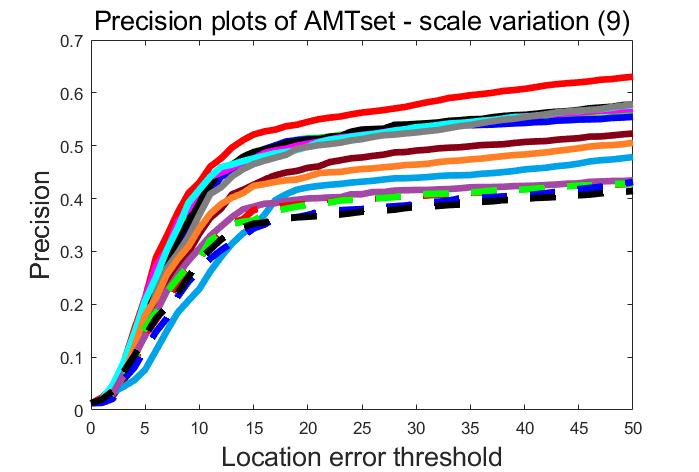 Precision plots of AMTset - scale variation (9)
0.7
0.6
0.5
0.4
0.3
0.2
0.1
0
Precision
0 5 10 15 20 25 30 35 40 45 50
Location error threshold